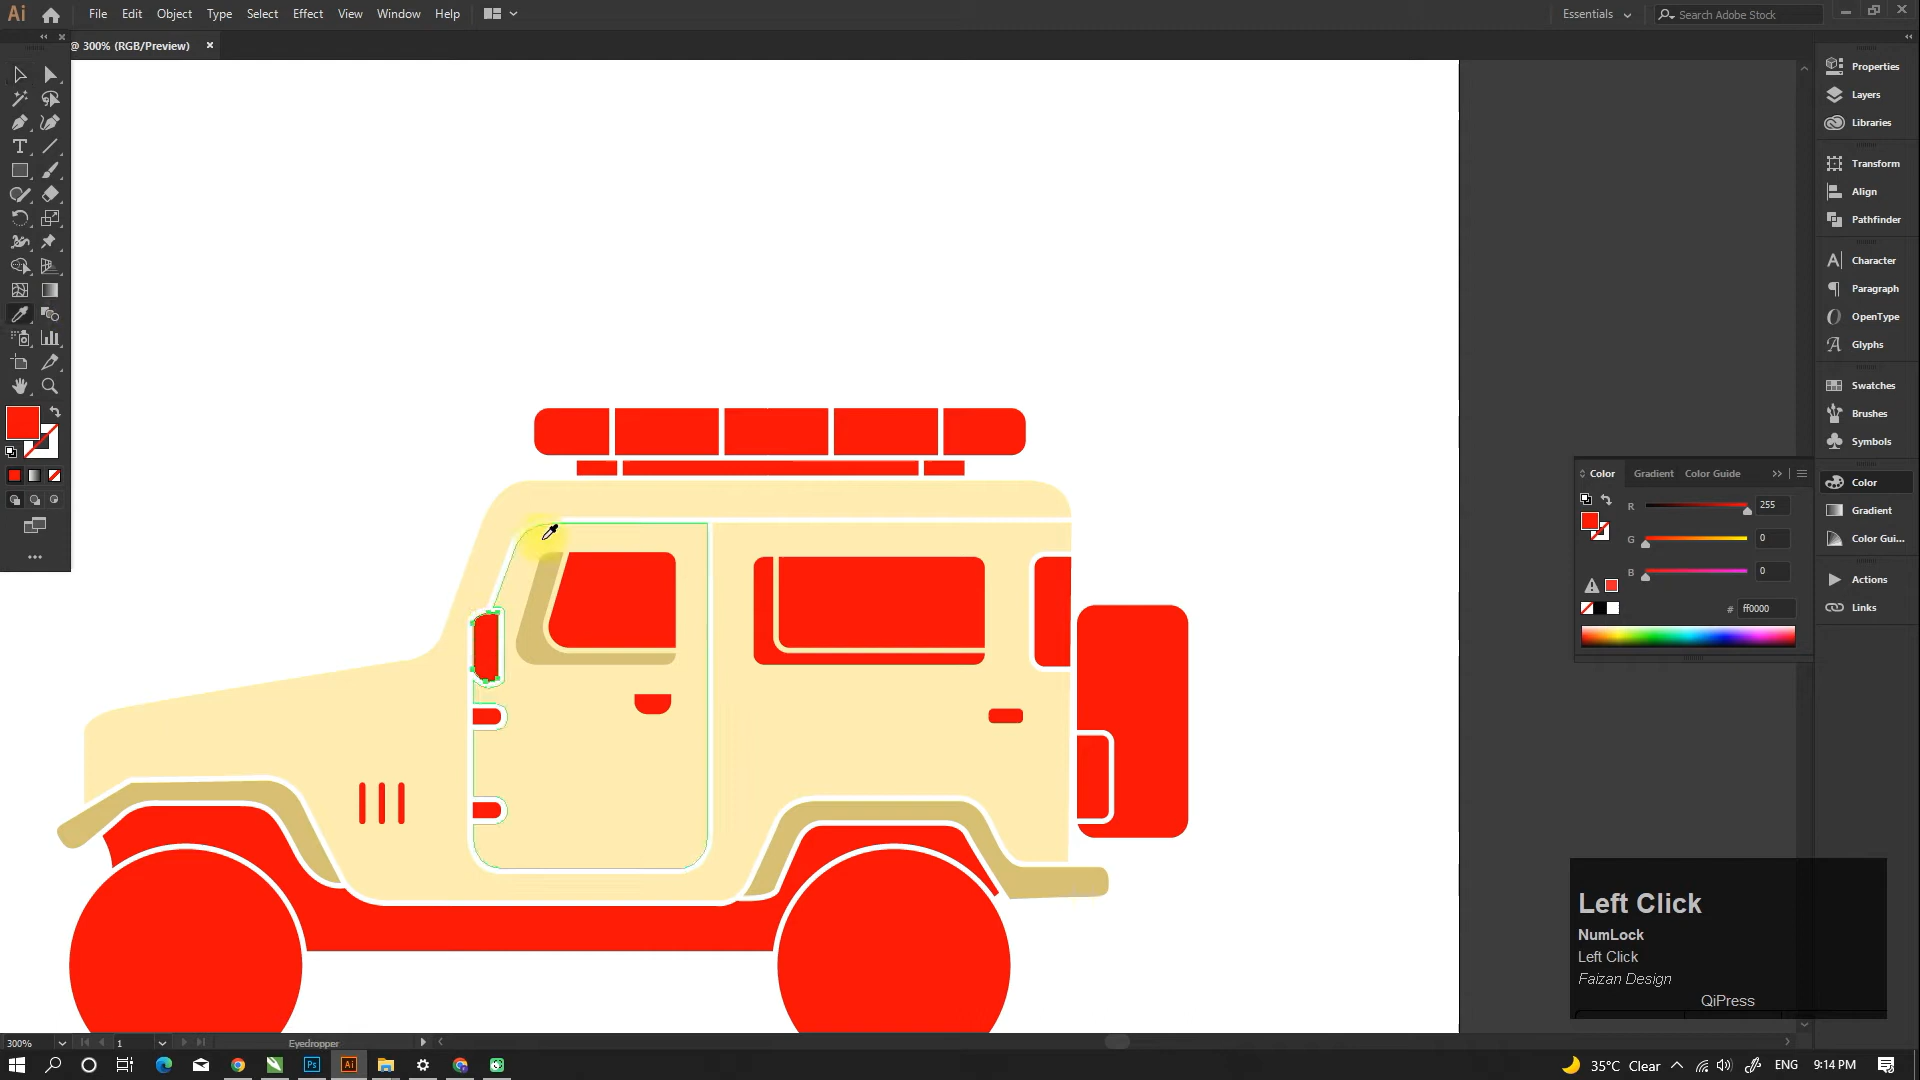 Ai File Edit Object Type Select Effect View Window Help Essentials Search Adobe Stock
@ 300% (RGB/Preview) ×
Properties
Layers
Libraries
Transform
Align
Pathfinder
Character
Paragraph
OpenType
Glyphs
Swatches
Brushes
Symbols
Color Gradient Color Guide
Color
R 255
Gradient
G 0
Color Gui...
B 0
Actions
# ff0000
Links
Left Click
NumLock
Left Click
Faizan Design
QiPress
300% 1 Eyedropper
Ps Ai 35°C Clear ENG 9:14 PM